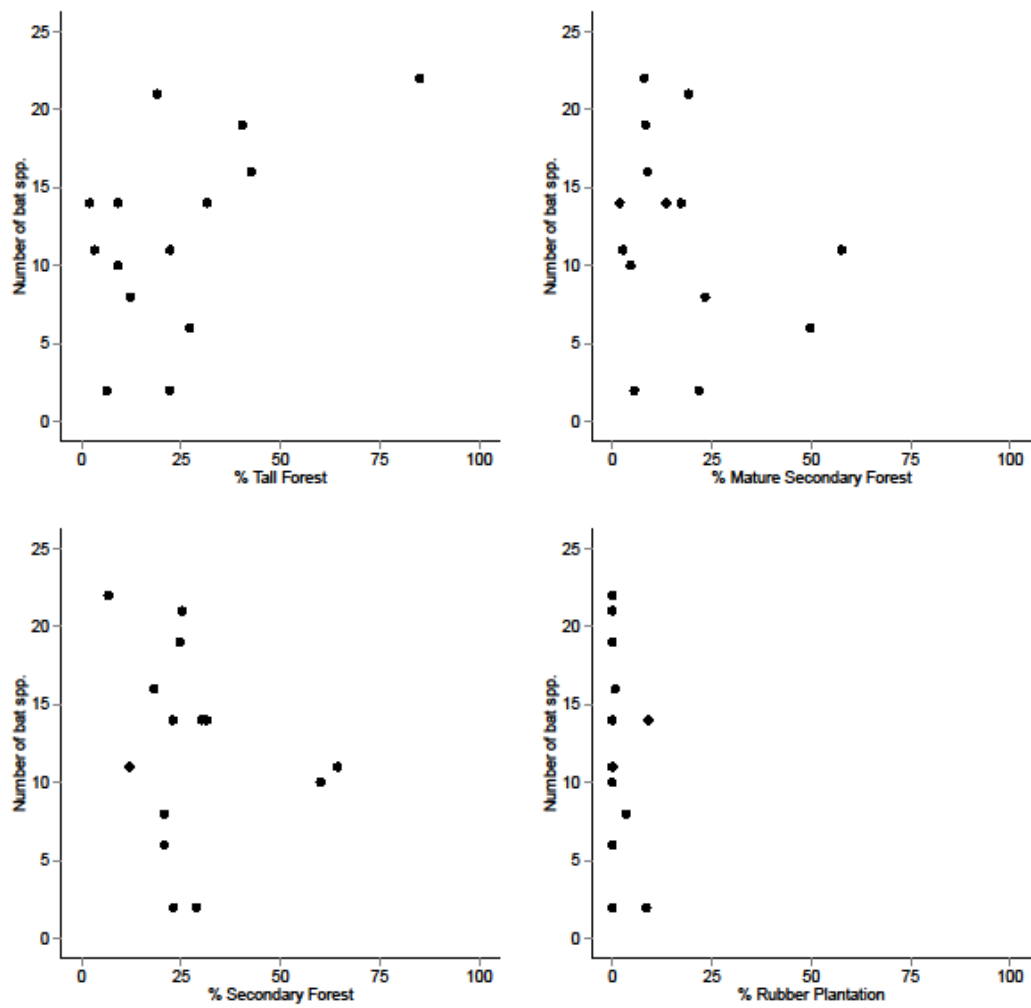 25
20
15
10
5
0
Number of bat spp.
0 25 50 75 100
% Tall Forest
25
20
15
10
5
0
Number of bat spp.
0 25 50 75 100
% Mature Secondary Forest
25
20
15
10
5
0
Number of bat spp.
0 25 50 75 100
% Secondary Forest
25
20
15
10
5
0
Number of bat spp.
0 25 50 75 100
% Rubber Plantation